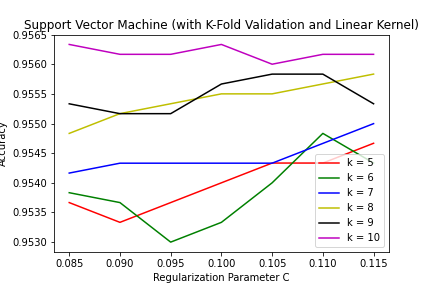 Support Vector Machine (with K-Fold Validation and Linear Kernel)
0.9565
0.9560
0.9555
0.9550
0.9545
0.9540
0.9535
0.9530
Accuracy
k = 5
k = 6
k = 7
k = 8
k = 9
k = 10
0.085 0.090 0.095 0.100 0.105 0.110 0.115
Regularization Parameter C